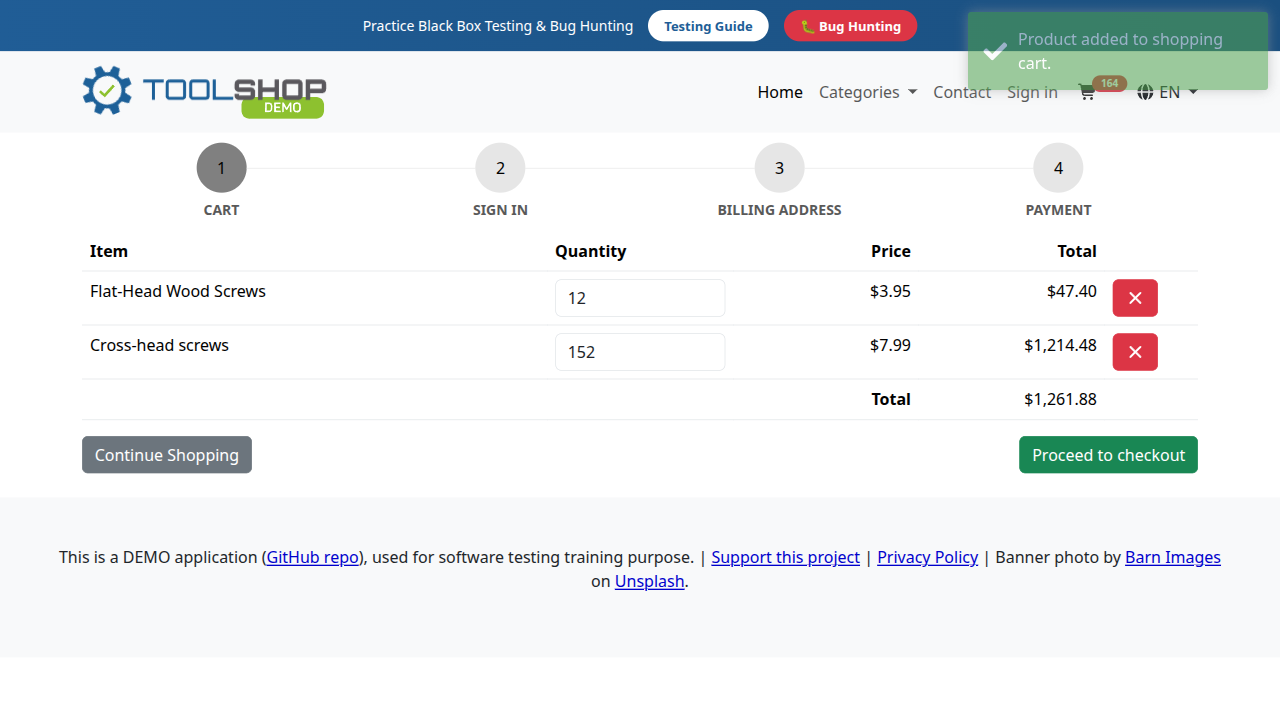 Practice Black Box Testing & Bug Hunting
Testing Guide
🐛 Bug Hunting
Product added to shopping
cart.
TOOLSHOP
DEMO
Home
Categories
Contact
Sign in
164
EN
1
2
3
4
CART
SIGN IN
BILLING ADDRESS
PAYMENT
Item Quantity Price Total
Flat-Head Wood Screws 12 $3.95 $47.40
Cross-head screws 152 $7.99 $1,214.48
Total $1,261.88
Continue Shopping
Proceed to checkout
This is a DEMO application (GitHub repo), used for software testing training purpose. | Support this project | Privacy Policy | Banner photo by Barn Images
on Unsplash.